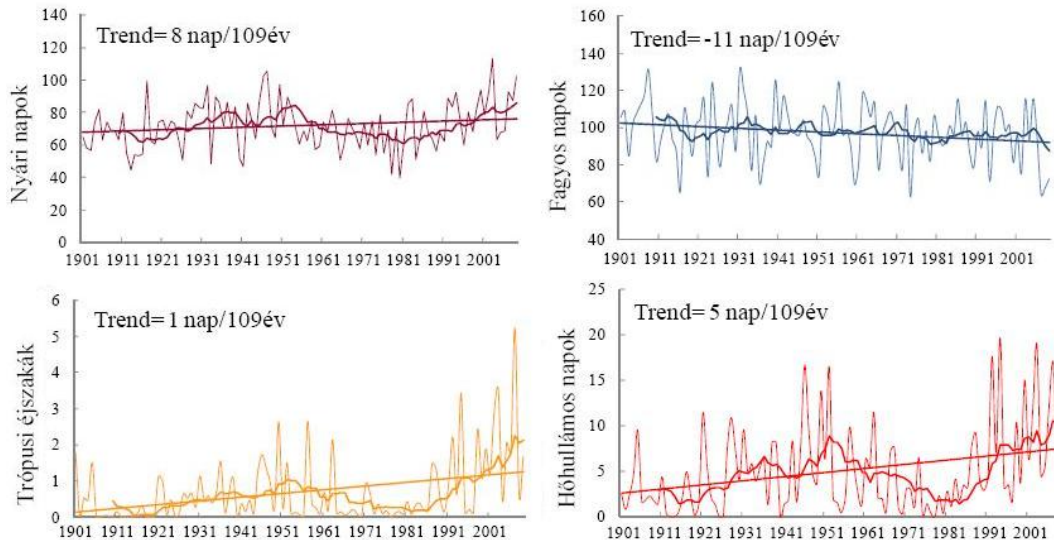 Trend= 8 nap/109év
Nyári napok
140
120
100
80
60
40
20
0
1901 1911 1921 1931 1941 1951 1961 1971 1981 1991 2001
Trend= -11 nap/109év
Fagyos napok
160
140
120
100
80
60
40
1901 1911 1921 1931 1941 1951 1961 1971 1981 1991 2001
Trend= 1 nap/109év
Trópusi éjszakák
6
5
4
3
2
1
0
1901 1911 1921 1931 1941 1951 1961 1971 1981 1991 2001
Trend= 5 nap/109év
Hőhullámos napok
25
20
15
10
5
0
1901 1911 1921 1931 1941 1951 1961 1971 1981 1991 2001